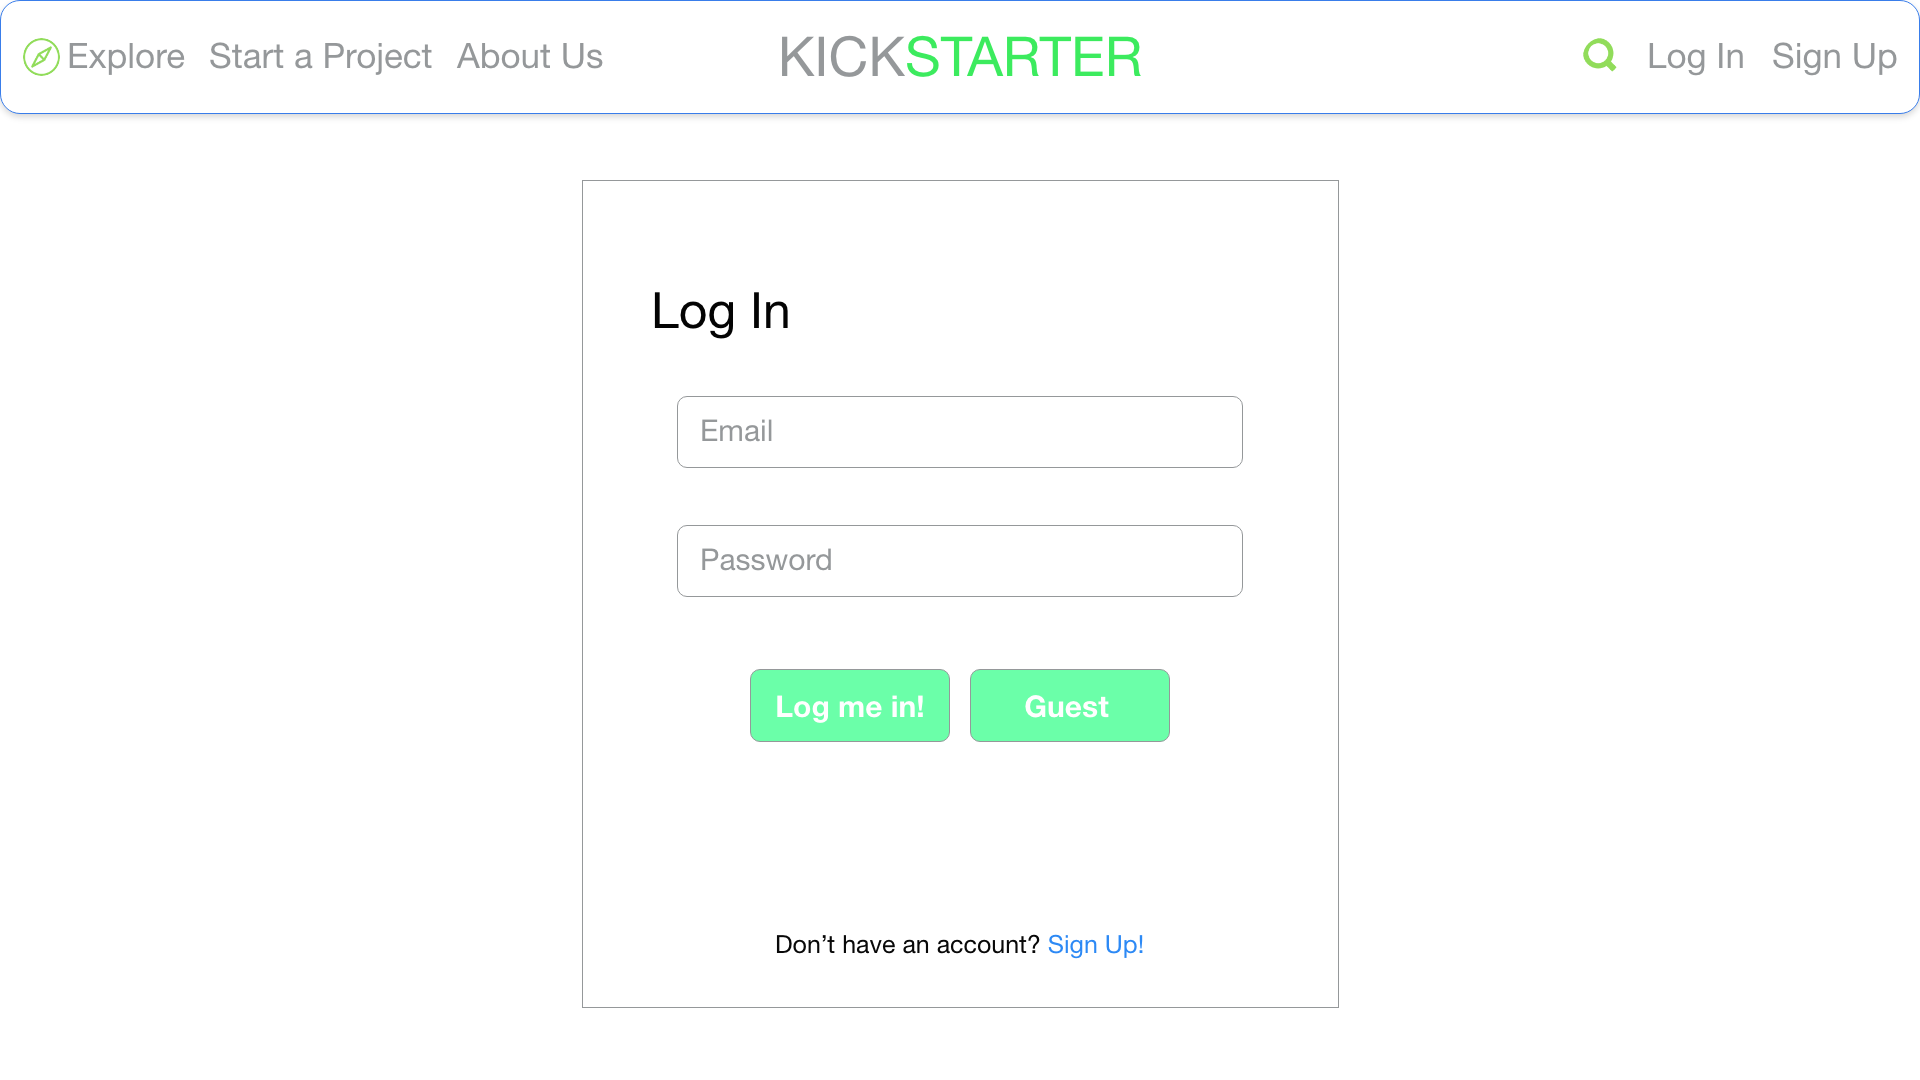 Explore Start a Project About Us KICKSTARTER Log In Sign Up
Log In
Email
Password
Log me in! Guest
Don’t have an account? Sign Up!